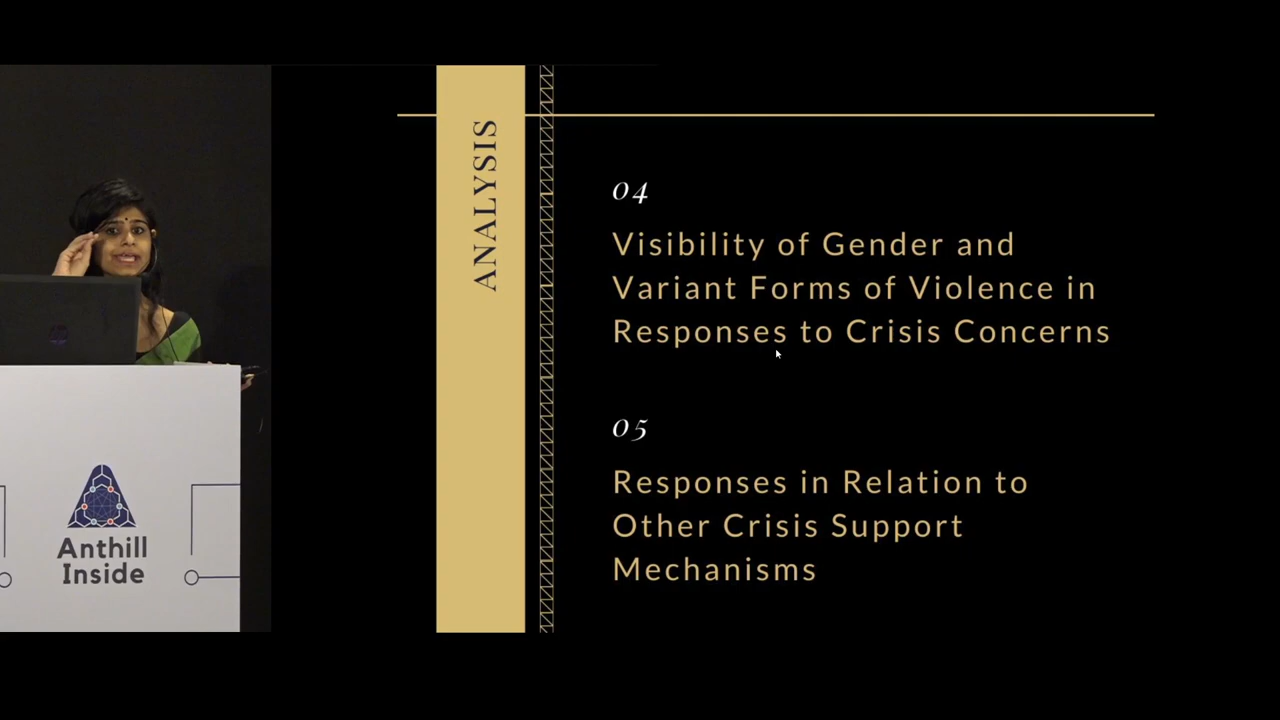 ANALYSIS
04
Visibility of Gender and
Variant Forms of Violence in
Responses to Crisis Concerns
05
Responses in Relation to
Other Crisis Support
Mechanisms
Anthill
Inside